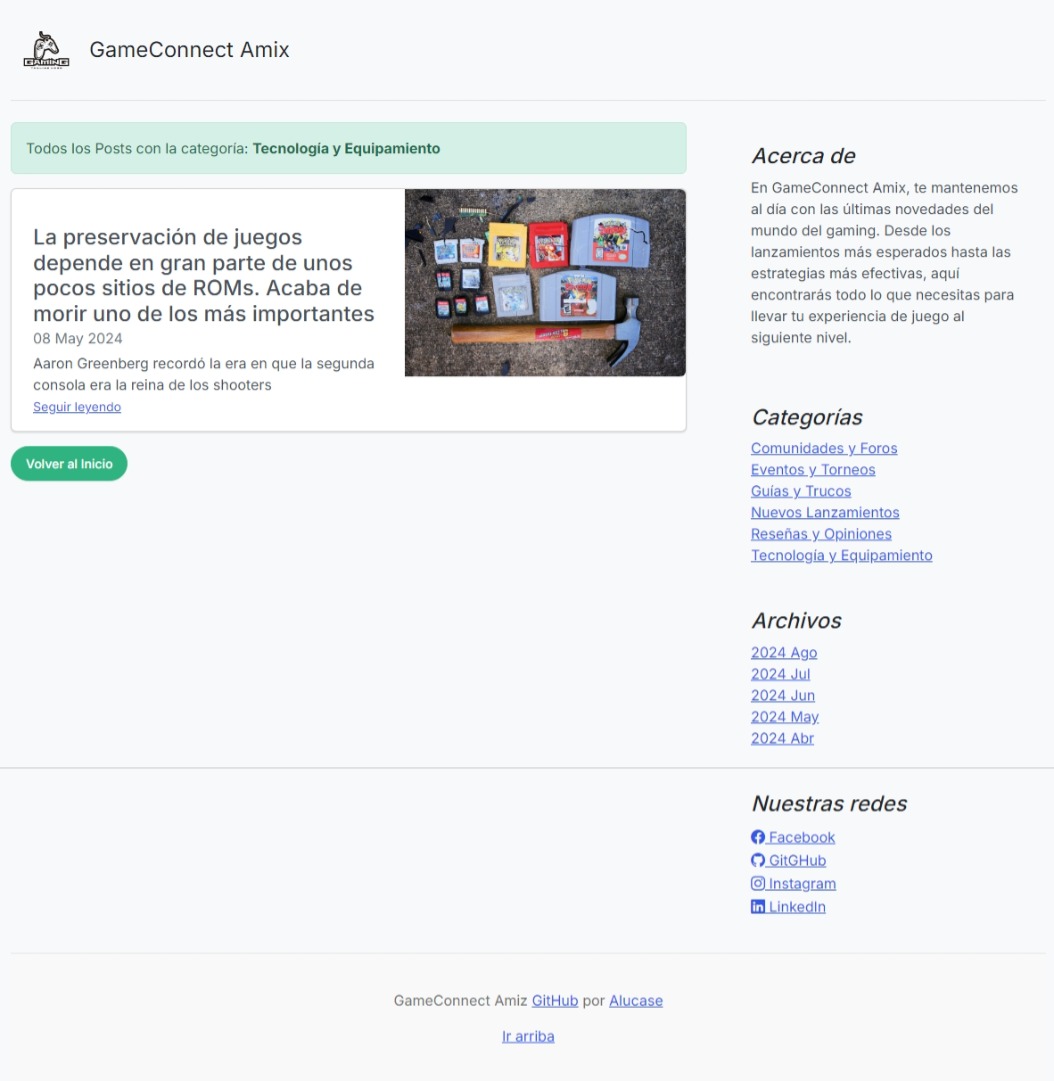 GAMING
GameConnect Amix
Todos los Posts con la categoría: Tecnología y Equipamiento
La preservación de juegos
depende en gran parte de unos
pocos sitios de ROMs. Acaba de
morir uno de los más importantes
08 May 2024
Aaron Greenberg recordó la era en que la segunda
consola era la reina de los shooters
Seguir leyendo
Volver al Inicio
Acerca de
En GameConnect Amix, te mantenemos
al día con las últimas novedades del
mundo del gaming. Desde los
lanzamientos más esperados hasta las
estrategias más efectivas, aquí
encontrarás todo lo que necesitas para
llevar tu experiencia de juego al
siguiente nivel.
Categorías
Comunidades y Foros
Eventos y Torneos
Guías y Trucos
Nuevos Lanzamientos
Reseñas y Opiniones
Tecnología y Equipamiento
Archivos
2024 Ago
2024 Jul
2024 Jun
2024 May
2024 Abr
Nuestras redes
Facebook
GitGHub
Instagram
LinkedIn
GameConnect Amiz GitHub por Alucase
Ir arriba